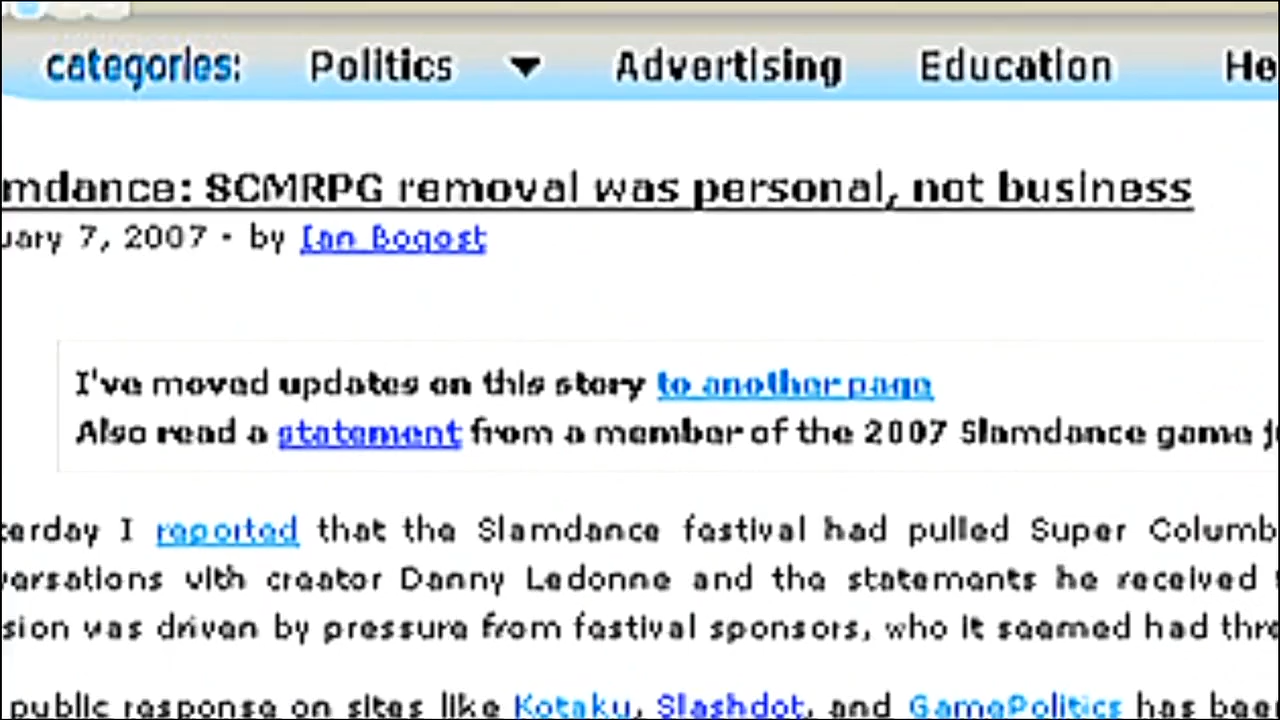 categories: Politics Advertising Education He
mdance: SCMRPG removal was personal, not business
uary 7, 2007 · by Ian Bogost
I've moved updates on this story to another page
Also read a statement from a member of the 2007 Slamdance game j
terday I reported that the Slamdance festival had pulled Super Columb
versations with creator Danny Ledonne and the statements he received
sion was driven by pressure from festival sponsors, who it seemed had thre
public response on sites like Kotaku, Slashdot, and GamePolitics has bee